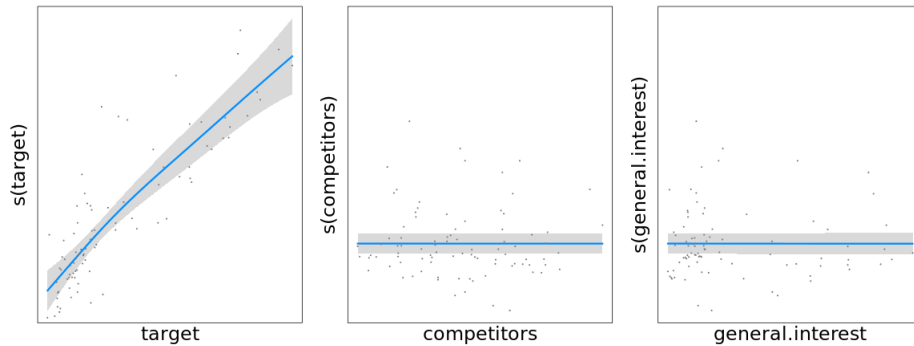 s(target)
target
s(competitors)
competitors
s(general.interest)
general.interest